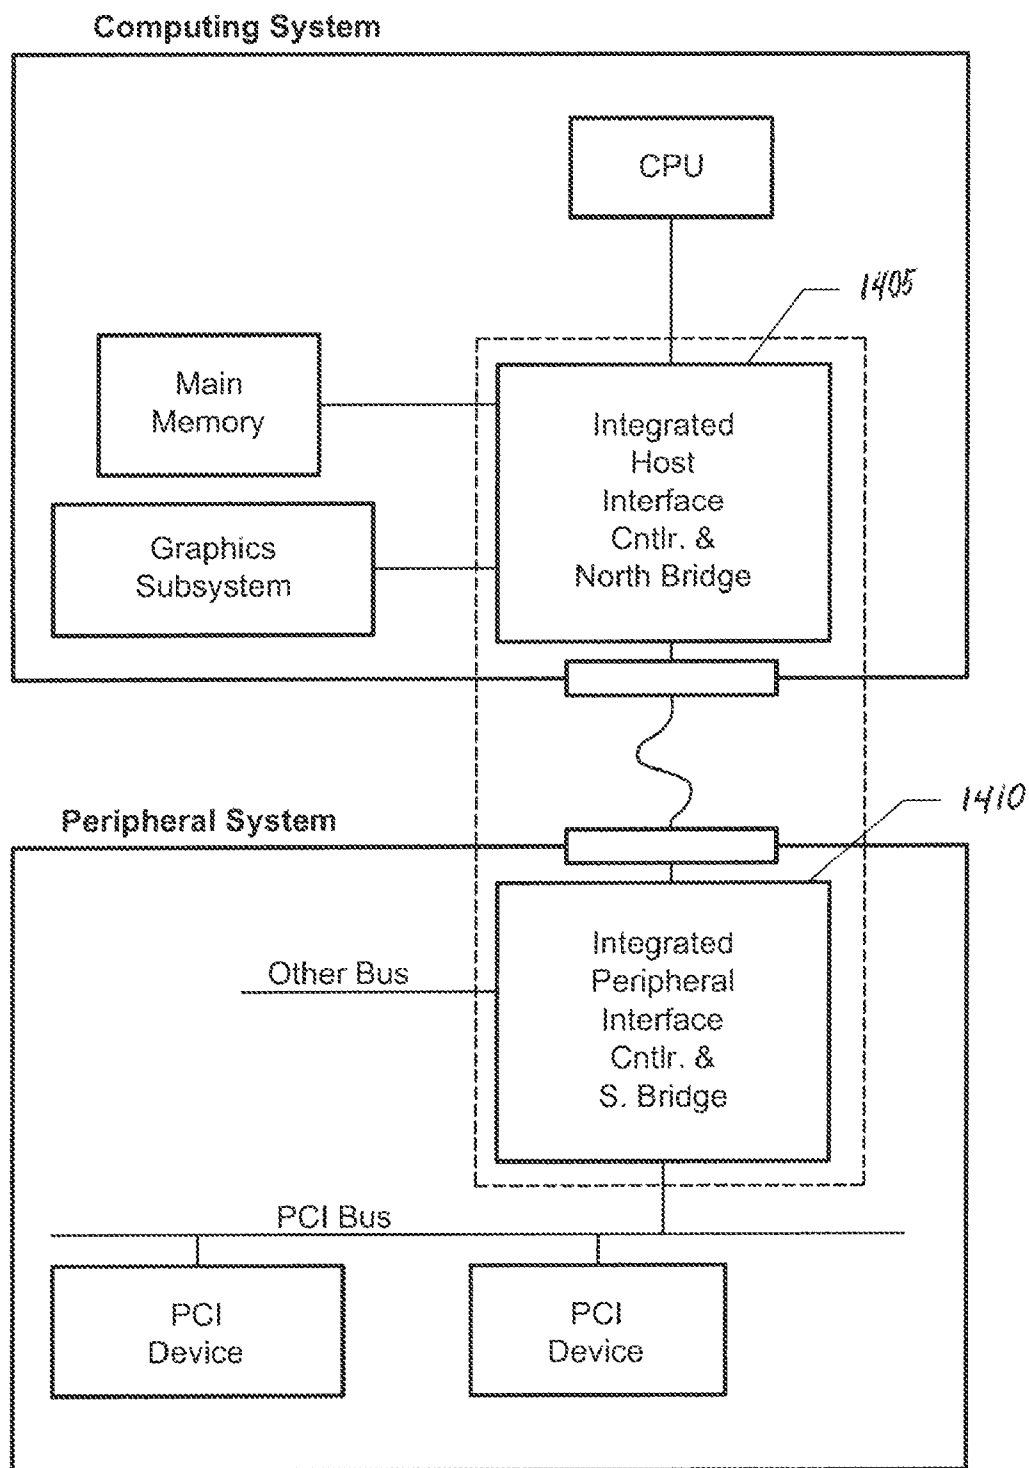 Computing System
CPU
1405
Main
Memory
Integrated
Host
Interface
Cntlr. &
North Bridge
Graphics
Subsystem
Peripheral System
1410
Integrated
Peripheral
Interface
Cntlr. &
S. Bridge
Other Bus
PCI Bus
PCI
Device
PCI
Device